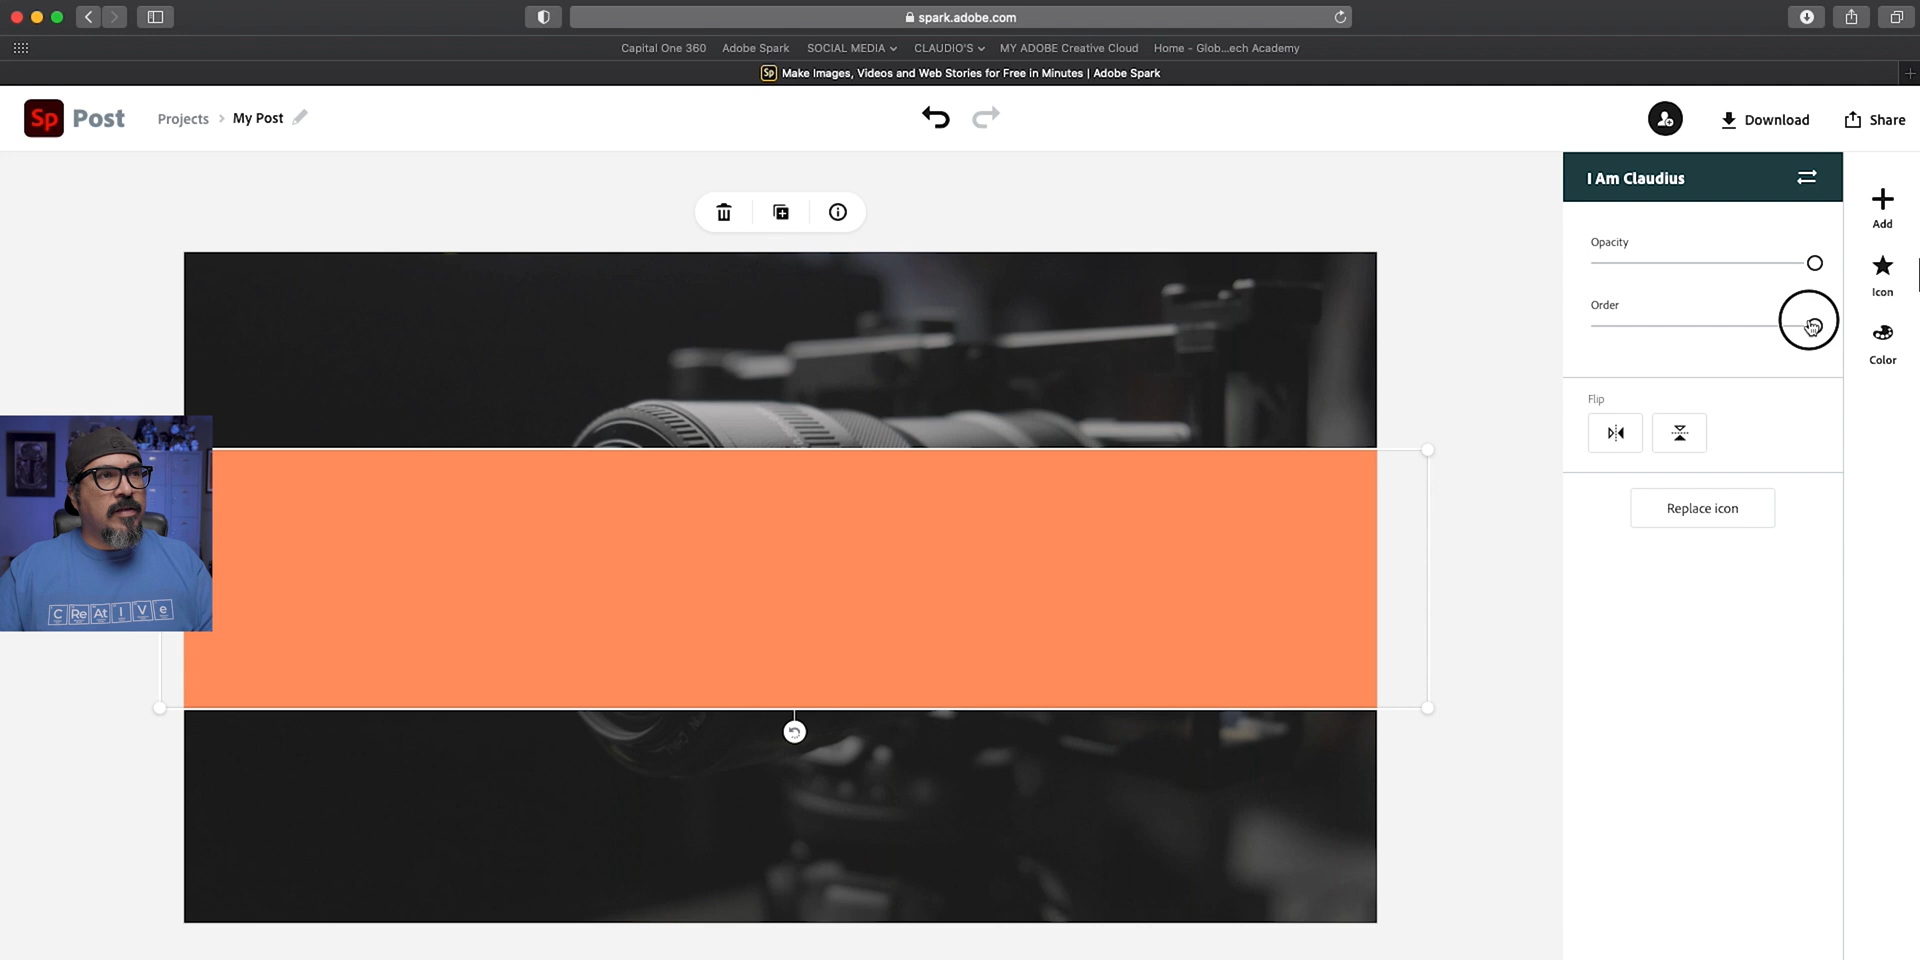 spark.adobe.com
Capital One 360 Adobe Spark SOCIAL MEDIA CLAUDIO'S MY ADOBE Creative Cloud Home - Glob...ech Academy
Sp Make Images, Videos and Web Stories for Free in Minutes | Adobe Spark
Sp Post Projects > My Post Download Share
I Am Claudius
Add
Opacity
Icon
Order
Color
Flip
Replace icon
CReAtIVe